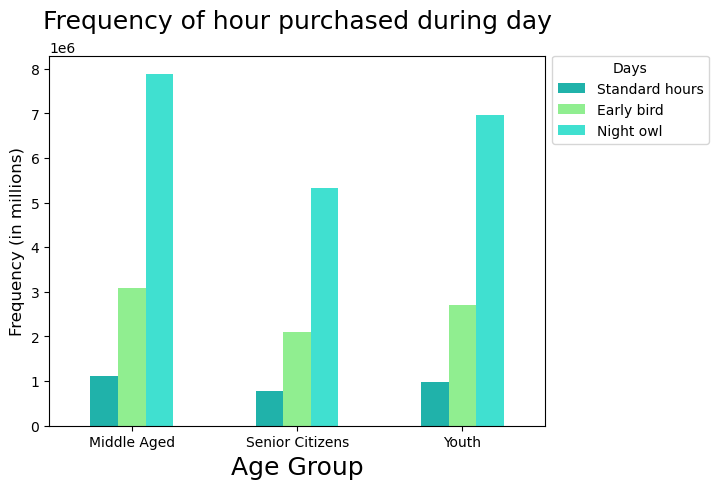 Frequency of hour purchased during day
1e6
8
7
6
5
4
3
2
1
0
Frequency (in millions)
Middle Aged
Senior Citizens
Youth
Age Group
Days
Standard hours
Early bird
Night owl